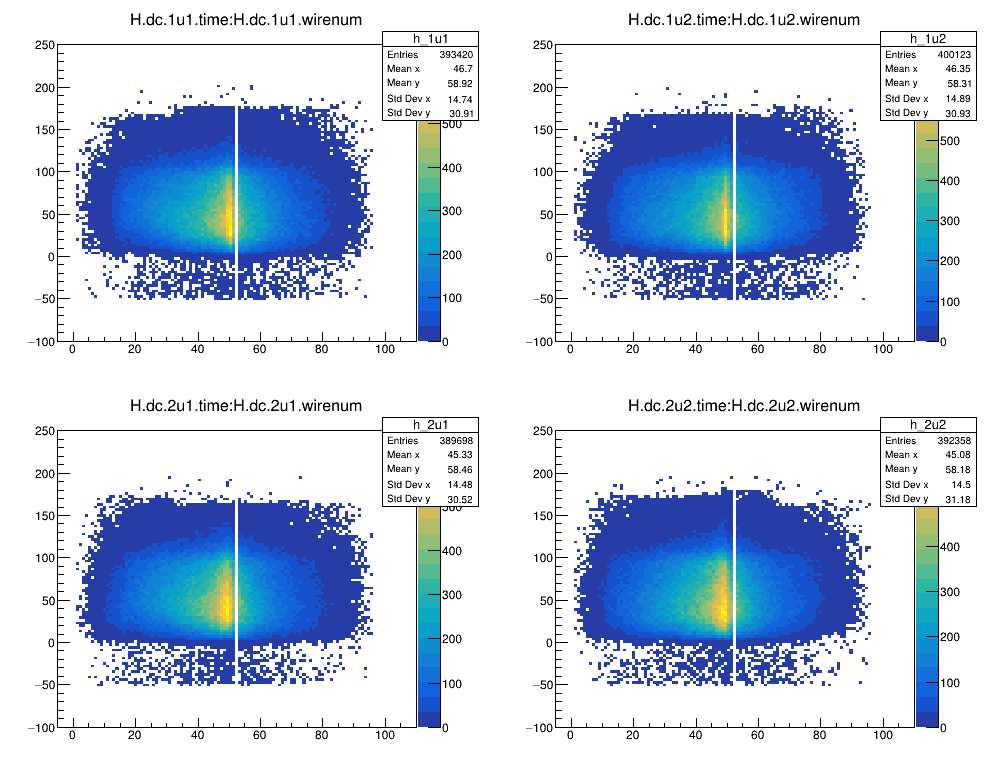 H.dc.1u1.time:H.dc.1u1.wirenum
h_1u1
Entries 393420
Mean x 46.7
Mean y 58.92
Std Dev x 14.74
Std Dev y 30.91
250
200
150
100
50
0
−50
−100
0 20 40 60 80 100
500
400
300
200
100
0
H.dc.1u2.time:H.dc.1u2.wirenum
h_1u2
Entries 400123
Mean x 46.35
Mean y 58.31
Std Dev x 14.89
Std Dev y 30.93
250
200
150
100
50
0
−50
−100
0 20 40 60 80 100
500
400
300
200
100
0
H.dc.2u1.time:H.dc.2u1.wirenum
h_2u1
Entries 389698
Mean x 45.33
Mean y 58.46
Std Dev x 14.48
Std Dev y 30.52
250
200
150
100
50
0
−50
−100
0 20 40 60 80 100
500
400
300
200
100
0
H.dc.2u2.time:H.dc.2u2.wirenum
h_2u2
Entries 392358
Mean x 45.08
Mean y 58.18
Std Dev x 14.5
Std Dev y 31.18
250
200
150
100
50
0
−50
−100
0 20 40 60 80 100
400
300
200
100
0